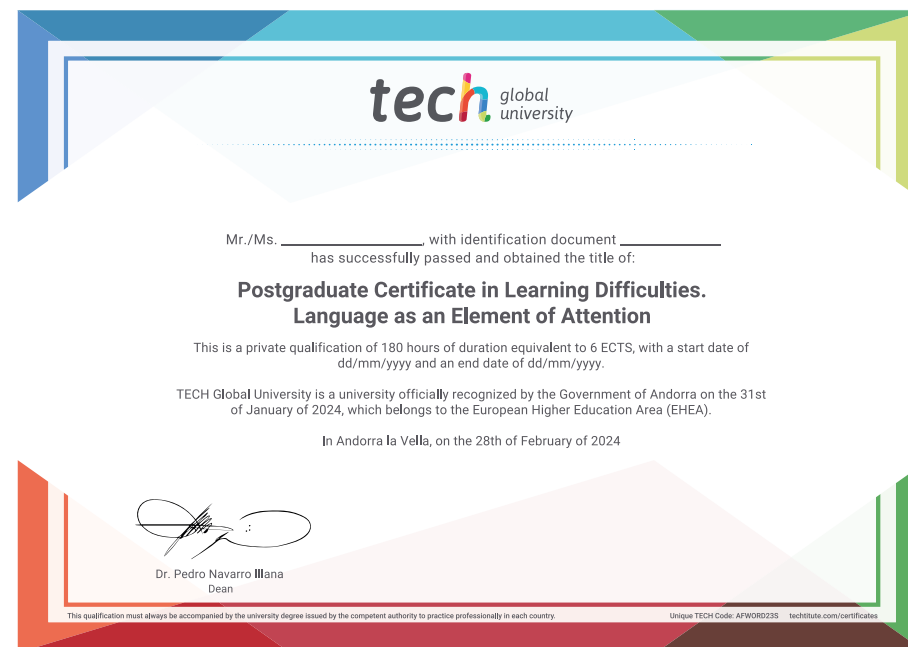 tech global university
Mr./Ms. ____________________, with identification document ______________
has successfully passed and obtained the title of:
Postgraduate Certificate in Learning Difficulties.
Language as an Element of Attention
This is a private qualification of 180 hours of duration equivalent to 6 ECTS, with a start date of
dd/mm/yyyy and an end date of dd/mm/yyyy.
TECH Global University is a university officially recognized by the Government of Andorra on the 31st
of January of 2024, which belongs to the European Higher Education Area (EHEA).
In Andorra la Vella, on the 28th of February of 2024
Dr. Pedro Navarro Illana
Dean
This qualification must always be accompanied by the university degree issued by the competent authority to practice professionally in each country.
Unique TECH Code: AFWORD23S techtitute.com/certificates